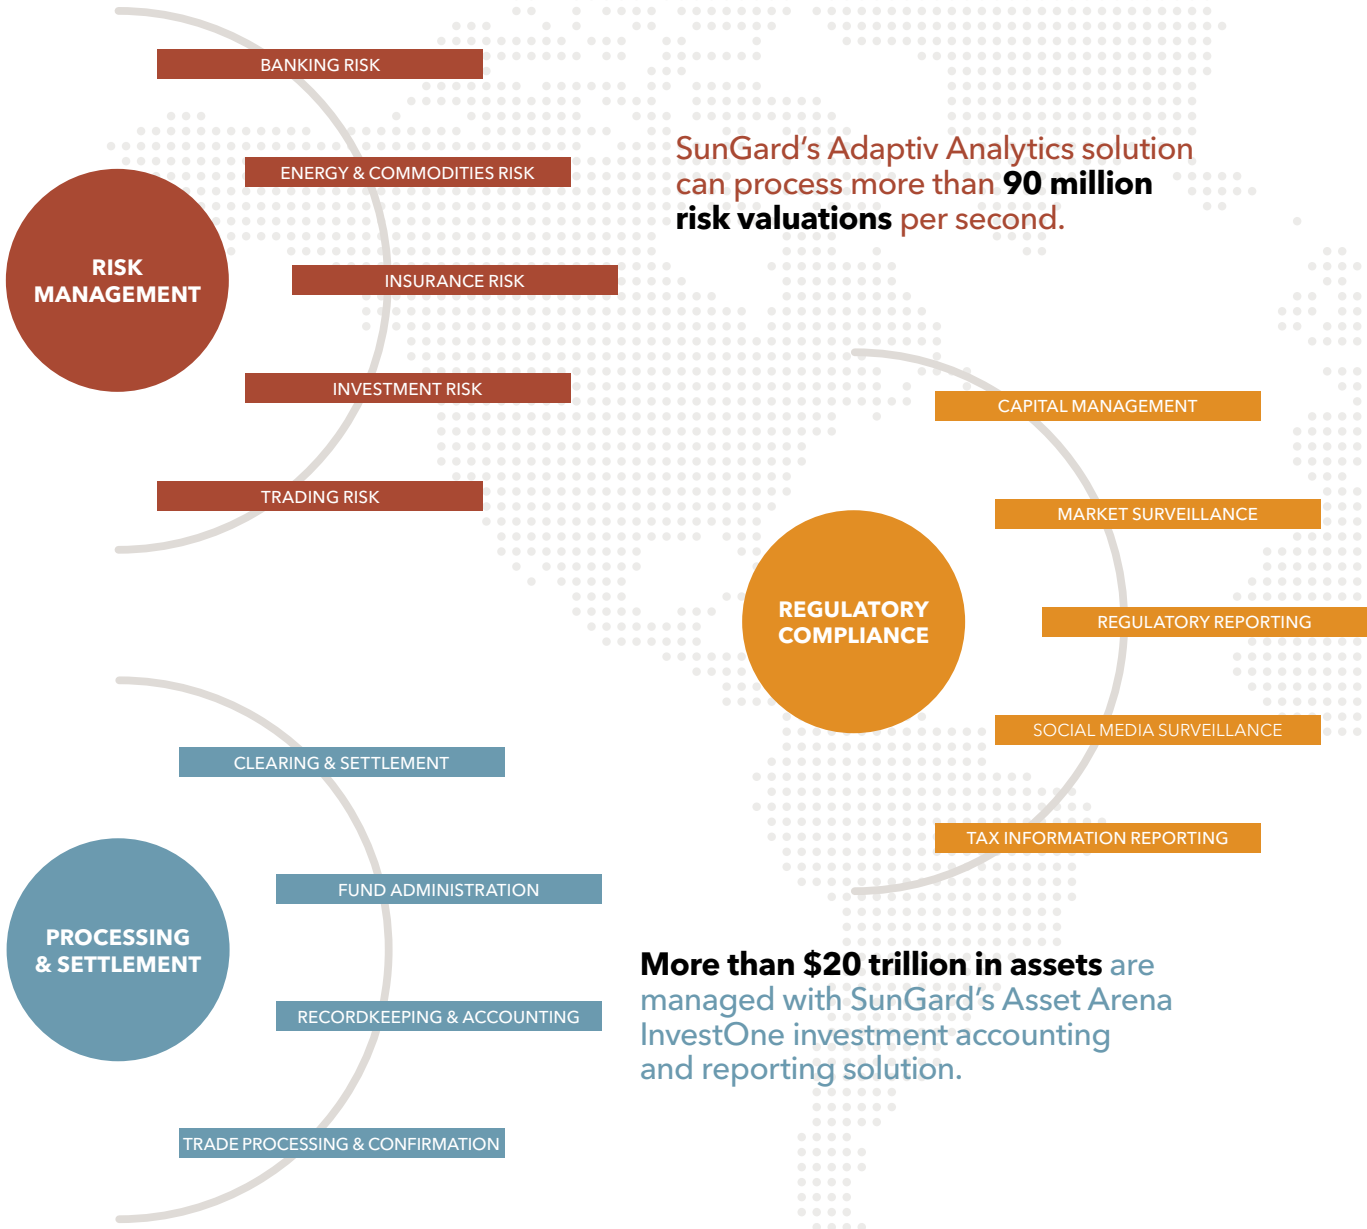 BANKING RISK
ENERGY & COMMODITIES RISK
RISK
MANAGEMENT
INSURANCE RISK
INVESTMENT RISK
TRADING RISK
SunGard’s Adaptiv Analytics solution
can process more than 90 million
risk valuations per second.
CAPITAL MANAGEMENT
MARKET SURVEILLANCE
REGULATORY
COMPLIANCE
REGULATORY REPORTING
SOCIAL MEDIA SURVEILLANCE
TAX INFORMATION REPORTING
CLEARING & SETTLEMENT
FUND ADMINISTRATION
PROCESSING
& SETTLEMENT
RECORDKEEPING & ACCOUNTING
TRADE PROCESSING & CONFIRMATION
More than $20 trillion in assets are
managed with SunGard’s Asset Arena
InvestOne investment accounting
and reporting solution.